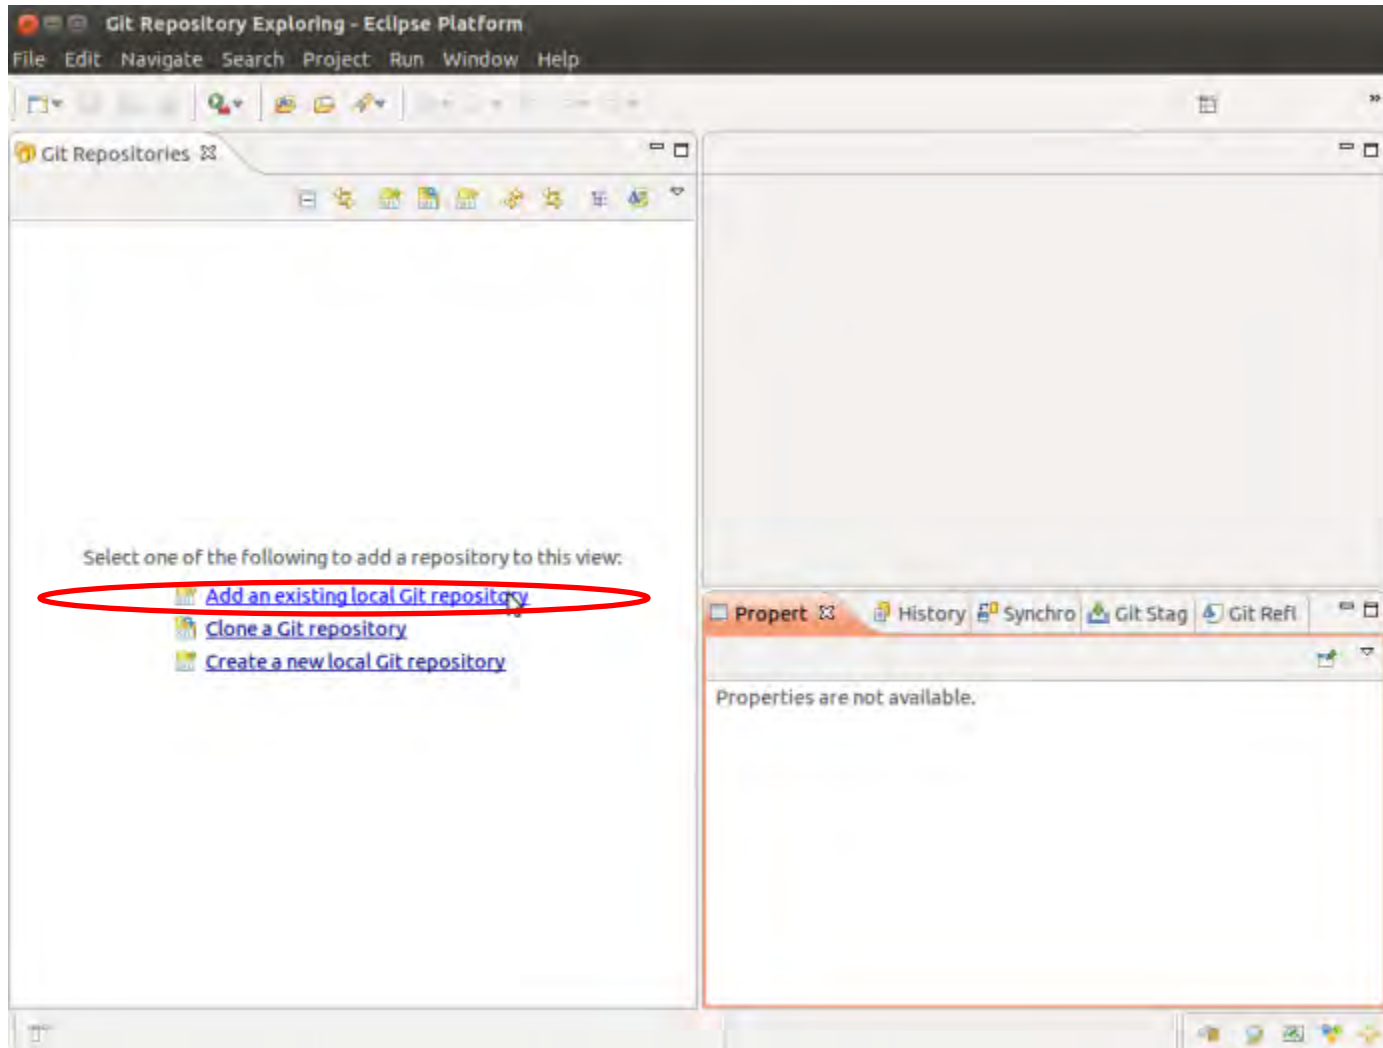 Git Repository Exploring - Eclipse Platform
File Edit Navigate Search Project Run Window Help
Git Repositories
Select one of the following to add a repository to this view:
Add an existing local Git repository
Clone a Git repository
Create a new local Git repository
Propert History Synchro Git Stag Git Refl
Properties are not available.